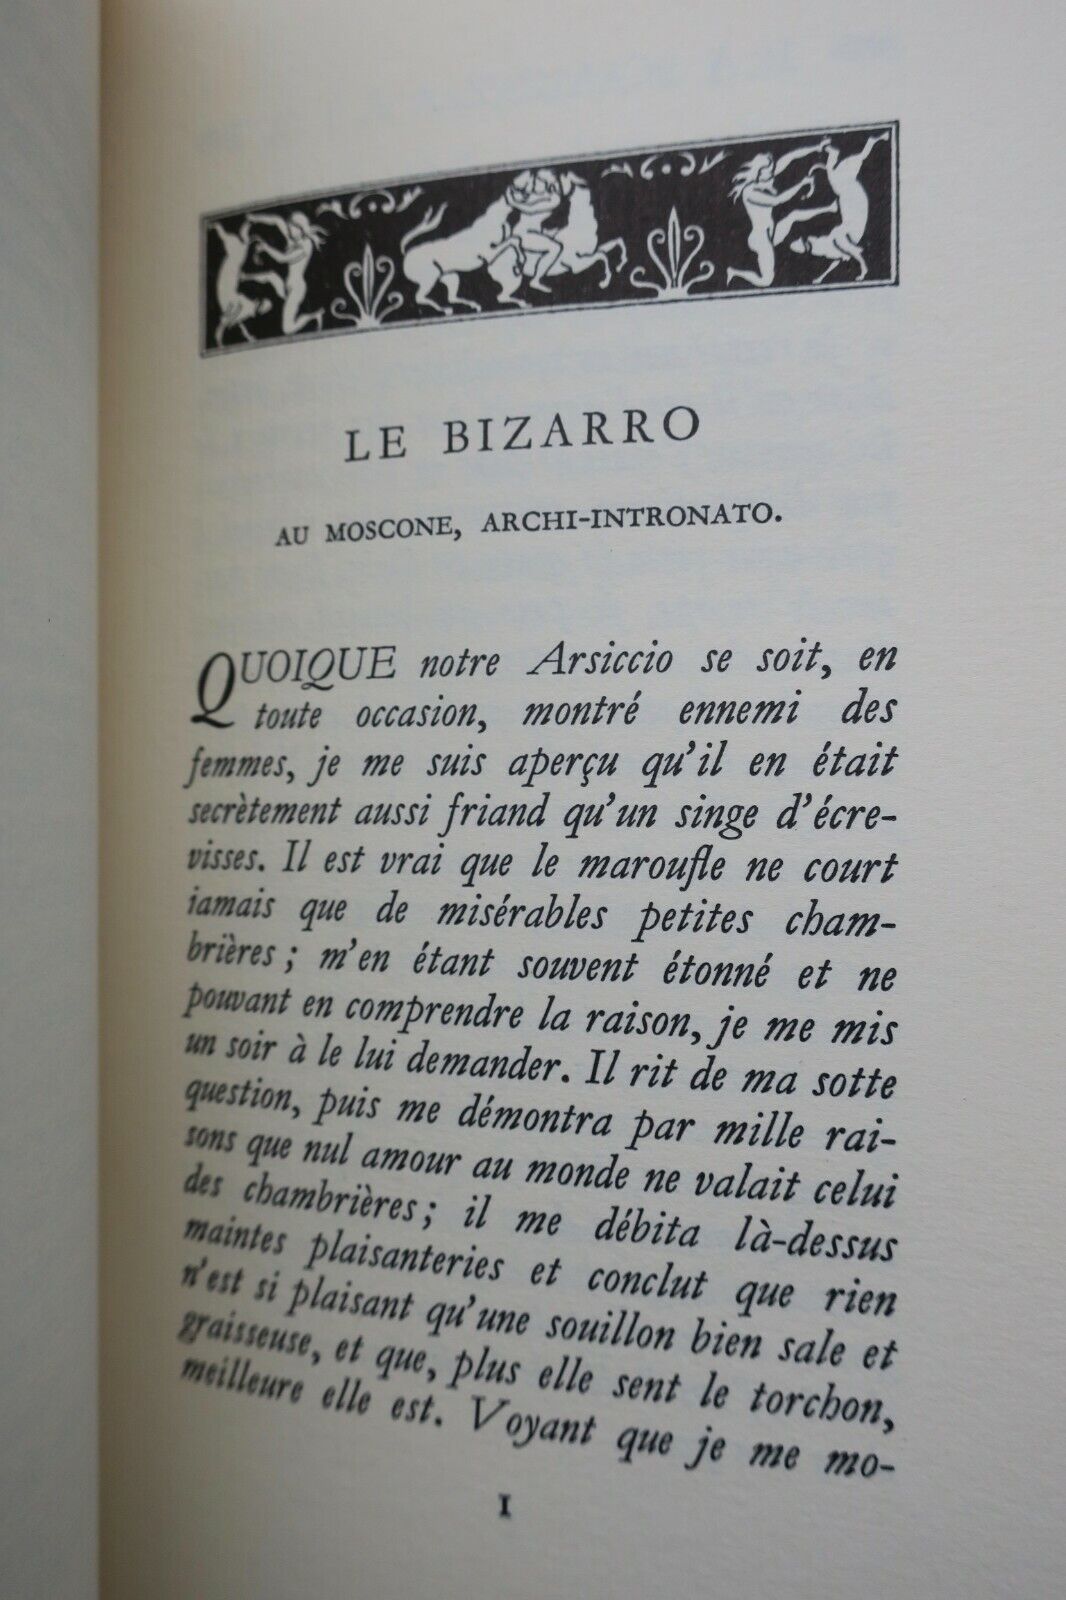 LE BIZARRO
AU MOSCONE, ARCHI-INTRONATO.
QUOIQUE notre Arsiccio se soit, en
toute occasion, montré ennemi des
femmes, je me suis aperçu qu'il en était
secrètement aussi friand qu'un singe d'écre-
visses. Il est vrai que le maroufle ne court
jamais que de misérables petites cham-
brières ; m'en étant souvent étonné et ne
pouvant en comprendre la raison, je me mis
un soir à le lui demander. Il rit de ma sotte
question, puis me démontra par mille rai-
sons que nul amour au monde ne valait celui
des chambrières ; il me débita là-dessus
maintes plaisanteries et conclut que rien
n'est si plaisant qu'une souillon bien sale et
graisseuse, et que, plus elle sent le torchon,
meilleure elle est. Voyant que je me mo-
1